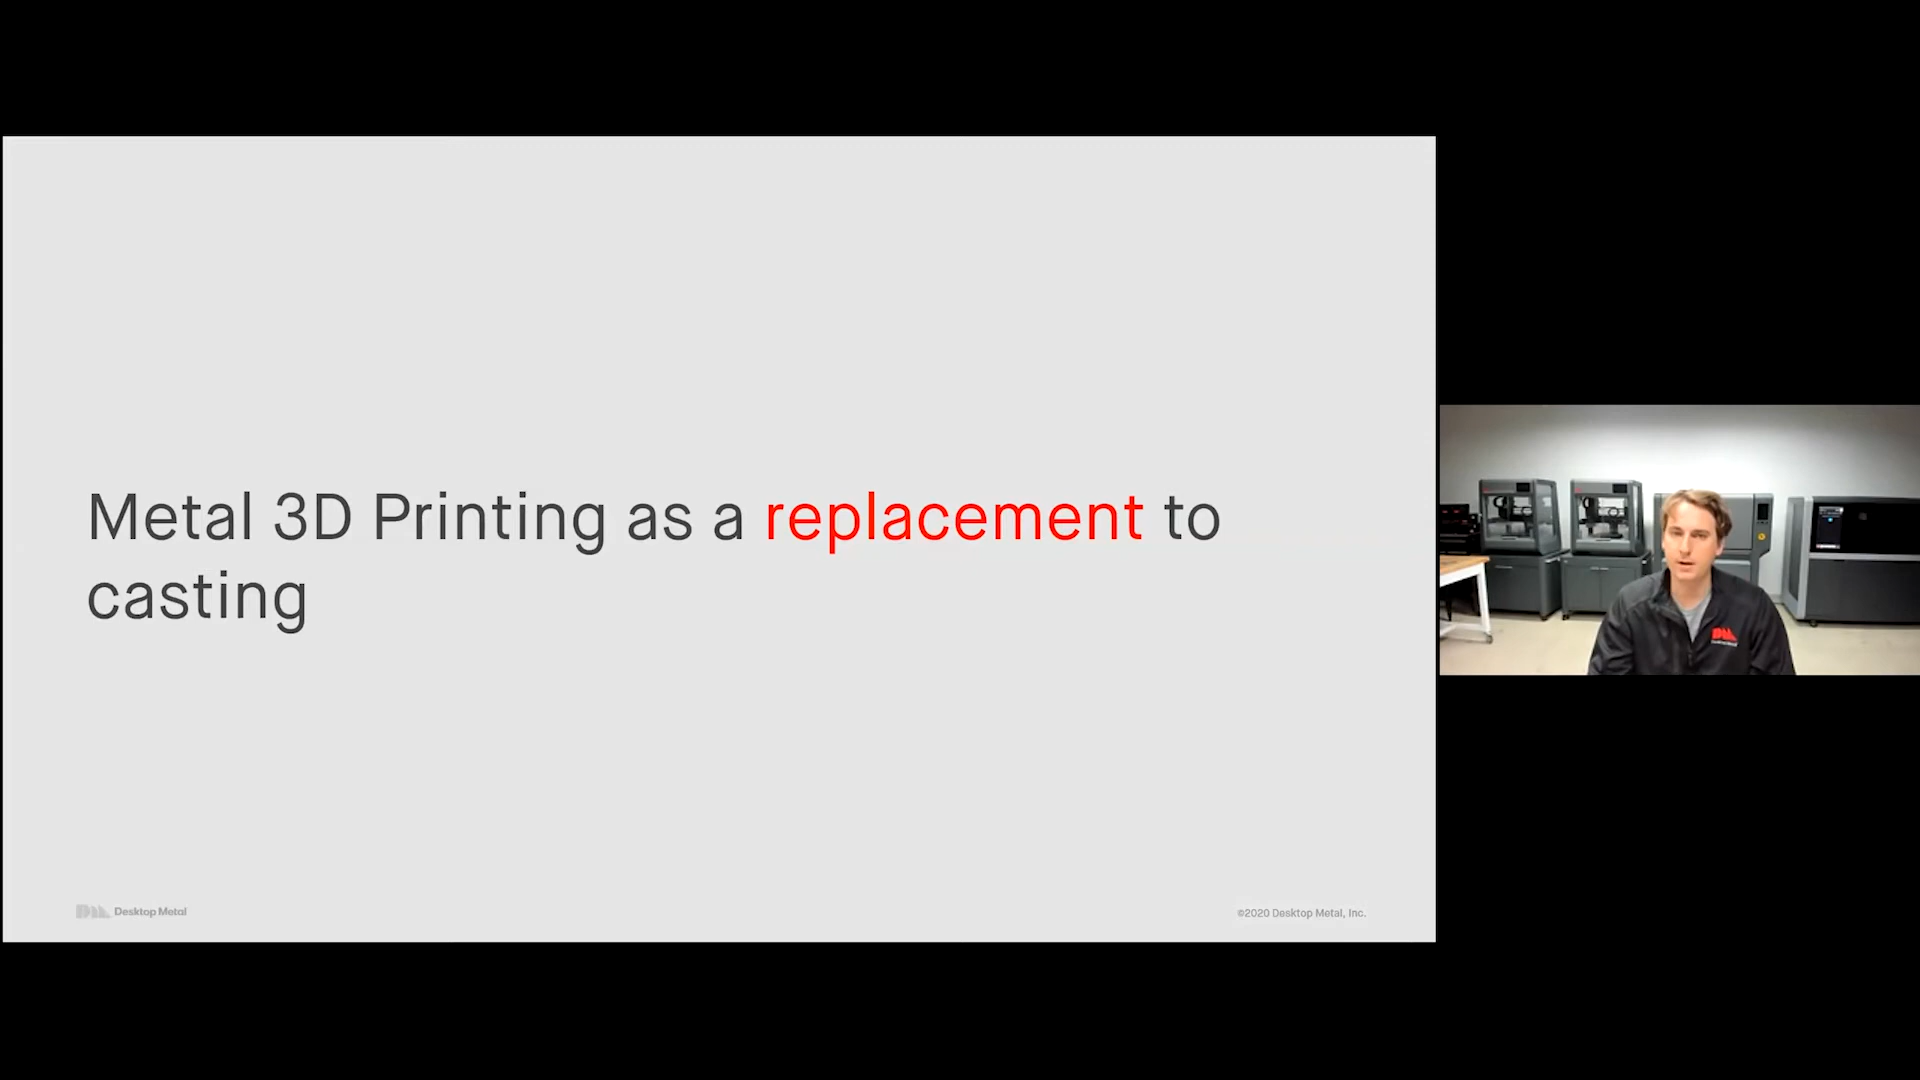 Metal 3D Printing as a replacement to
casting
Desktop Metal
©2020 Desktop Metal, Inc.